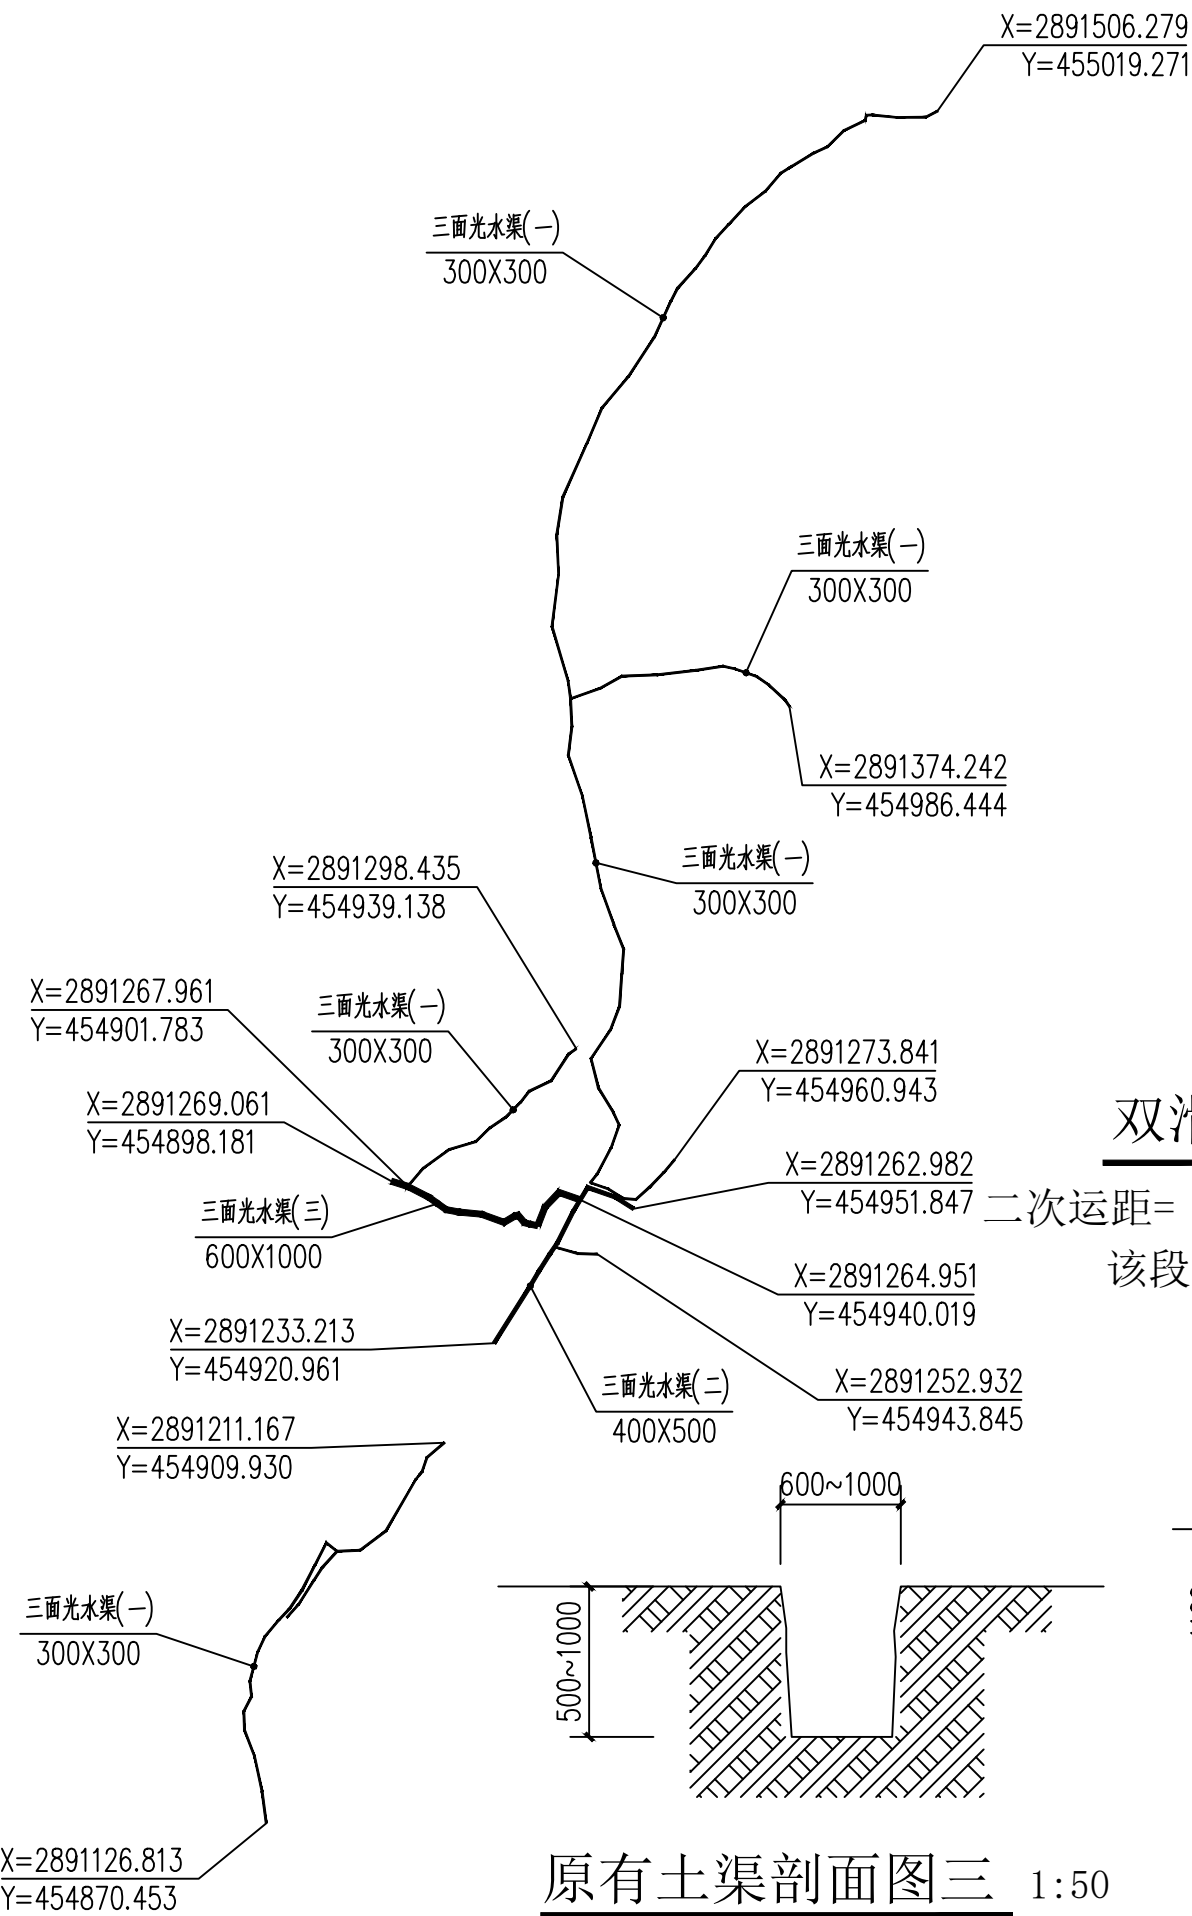 X=2891506.279
Y=455019.271
三面光水渠(一)
300X300
三面光水渠(一)
300X300
X=2891374.242
Y=454986.444
三面光水渠(一)
300X300
X=2891298.435
Y=454939.138
X=2891267.961
Y=454901.783
三面光水渠(一)
300X300
X=2891273.841
Y=454960.943
X=2891269.061
Y=454898.181
双
X=2891262.982
Y=454951.847
二次运距=
三面光水渠(三)
600X1000
该段
X=2891264.951
Y=454940.019
X=2891233.213
Y=454920.961
三面光水渠(二)
400X500
X=2891252.932
Y=454943.845
X=2891211.167
Y=454909.930
600~1000
500~1000
三面光水渠(一)
300X300
X=2891126.813
Y=454870.453
原有土渠剖面图三 1:50